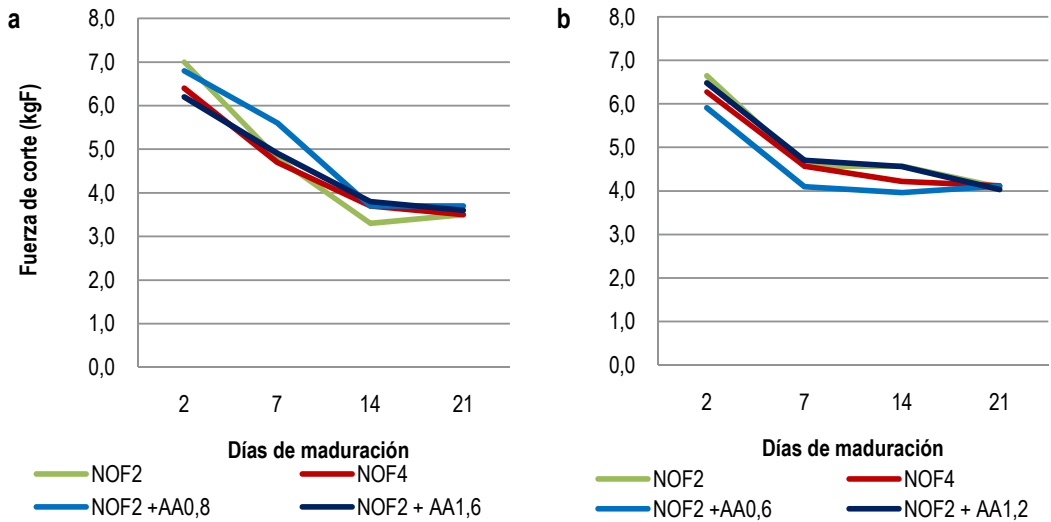 a
8,0
7,0
6,0
5,0
4,0
3,0
2,0
1,0
0,0
Fuerza de corte (kgF)
2 7 14 21
Días de maduración
NOF2 NOF4
NOF2 +AA0,8 NOF2 + AA1,6
b
8,0
7,0
6,0
5,0
4,0
3,0
2,0
1,0
0,0
2 7 14 21
Días de maduración
NOF2 NOF4
NOF2 +AA0,6 NOF2 + AA1,2